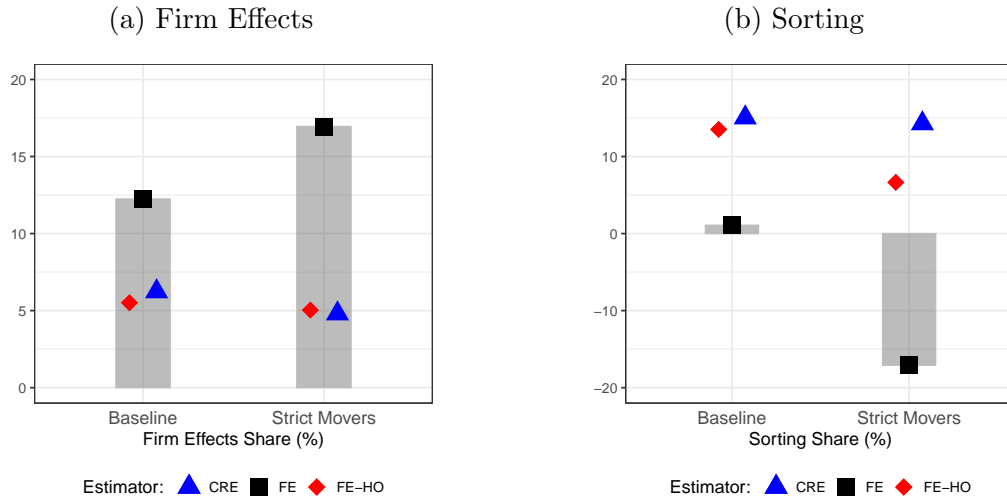 (a) Firm Effects
20
15
10
5
0
Baseline
Strict Movers
Firm Effects Share (%)
Estimator: CRE FE FE−HO
(b) Sorting
20
10
0
−10
−20
Baseline
Strict Movers
Sorting Share (%)
Estimator: CRE FE FE−HO